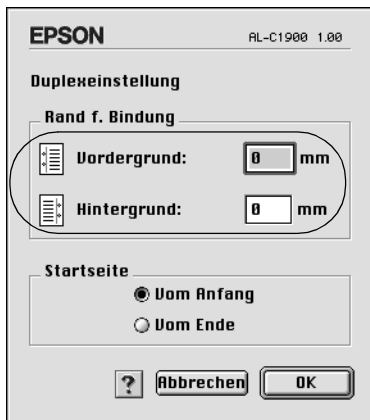 EPSON AL-C1900 1.00
Duplexeinstellung
Rand f. Bindung
Vordergrund: 0 mm
Hintergrund: 0 mm
Startseite
Vom Anfang
Vom Ende
? Abbrechen OK